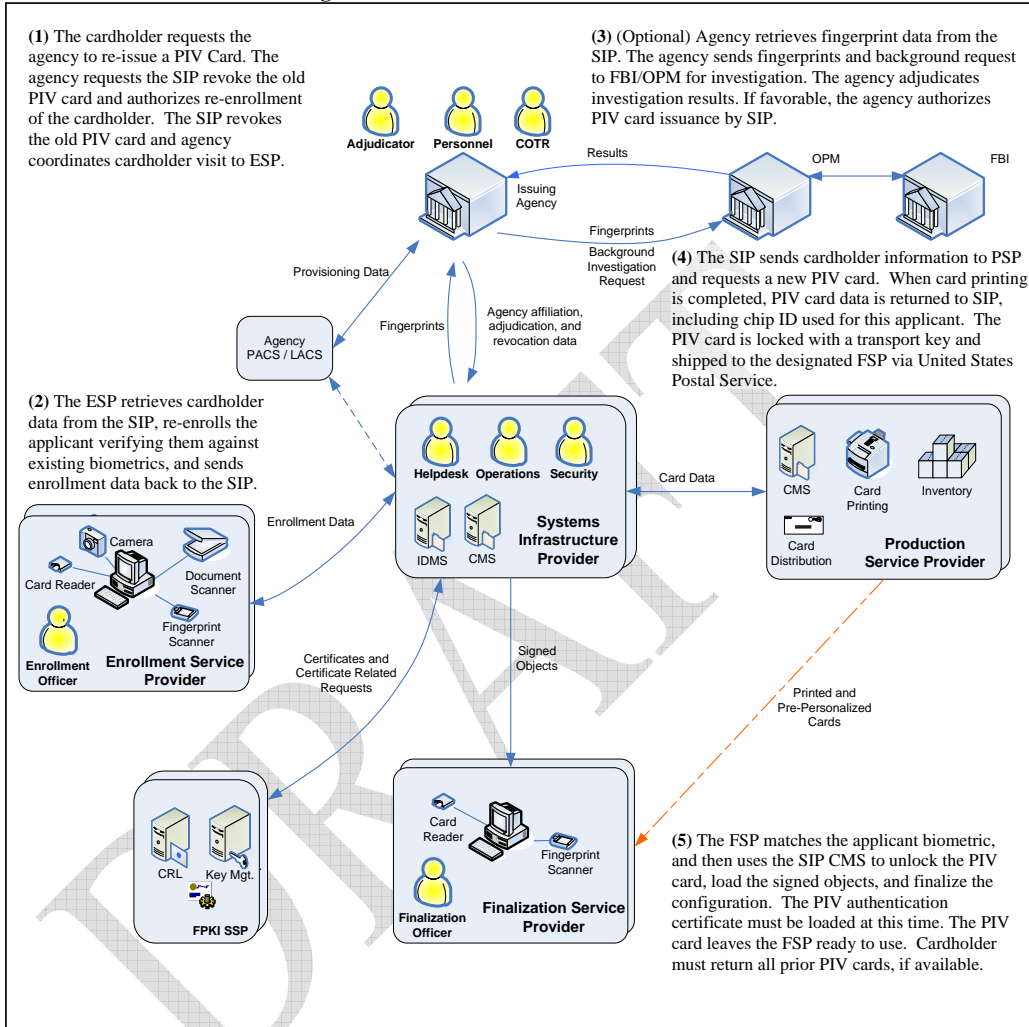 (1) The cardholder requests the
agency to re-issue a PIV Card. The
agency requests the SIP revoke the old
PIV card and authorizes re-enrollment
of the cardholder. The SIP revokes
the old PIV card and agency
coordinates cardholder visit to ESP.
(3) (Optional) Agency retrieves fingerprint data from the
SIP. The agency sends fingerprints and background request
to FBI/OPM for investigation. The agency adjudicates
investigation results. If favorable, the agency authorizes
PIV card issuance by SIP.
Adjudicator
Personnel
COTR
Results
Issuing
Agency
OPM
FBI
Fingerprints
Background
Investigation
Request
Provisioning Data
(4) The SIP sends cardholder information to PSP
and requests a new PIV card. When card printing
is completed, PIV card data is returned to SIP,
including chip ID used for this applicant. The
PIV card is locked with a transport key and
shipped to the designated FSP via United States
Postal Service.
Fingerprints
Agency affiliation,
adjudication, and
revocation data
Agency
PACS / LACS
(2) The ESP retrieves cardholder
data from the SIP, re-enrolls the
applicant verifying them against
existing biometrics, and sends
enrollment data back to the SIP.
Helpdesk
Operations
Security
IDMS
CMS
Systems
Infrastructure
Provider
Card Data
CMS
Card
Printing
Inventory
Card
Distribution
Production
Service Provider
Enrollment Data
Camera
Card Reader
Document
Scanner
Fingerprint
Scanner
Enrollment
Officer
Enrollment Service
Provider
Certificates and
Certificate Related
Requests
Signed
Objects
Printed and
Pre-Personalized
Cards
CRL
Key Mgt.
FPKI SSP
Card
Reader
Fingerprint
Scanner
Finalization
Officer
Finalization Service
Provider
(5) The FSP matches the applicant biometric,
and then uses the SIP CMS to unlock the PIV
card, load the signed objects, and finalize the
configuration. The PIV authentication
certificate must be loaded at this time. The PIV
card leaves the FSP ready to use. Cardholder
must return all prior PIV cards, if available.
DRAFT